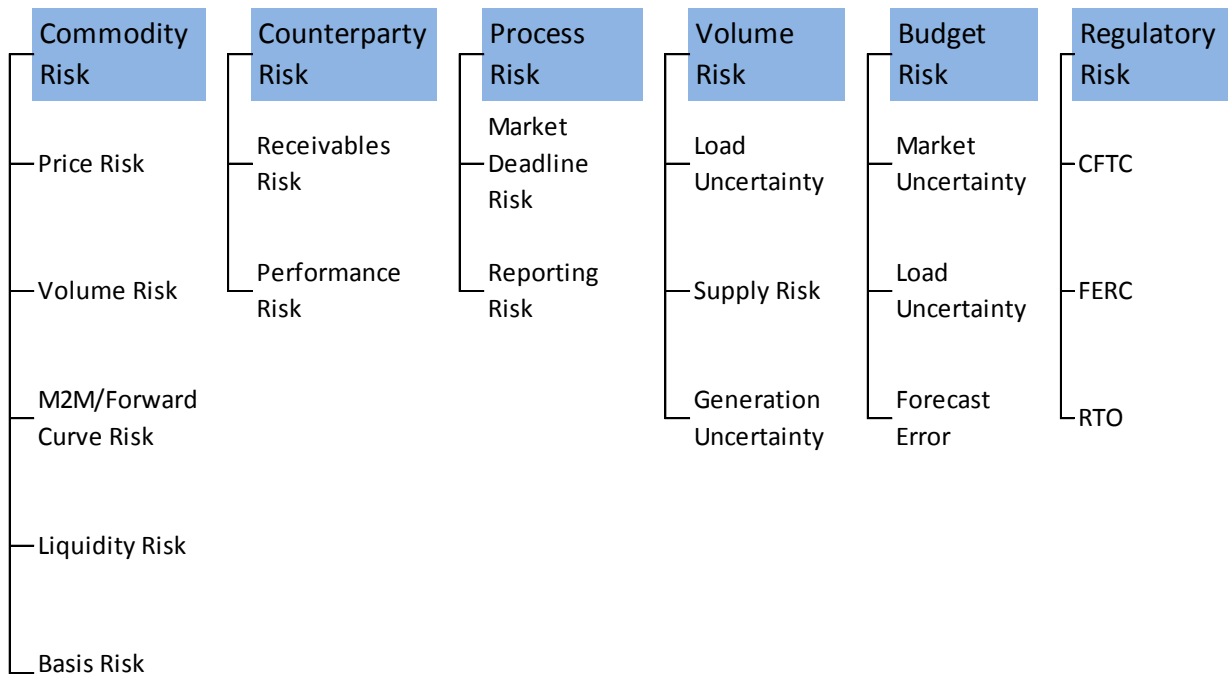 Commodity
Risk
Price Risk
Volume Risk
M2M/Forward
Curve Risk
Liquidity Risk
Basis Risk
Counterparty
Risk
Receivables
Risk
Performance
Risk
Process
Risk
Market
Deadline
Risk
Reporting
Risk
Volume
Risk
Load
Uncertainty
Supply Risk
Generation
Uncertainty
Budget
Risk
Market
Uncertainty
Load
Uncertainty
Forecast
Error
Regulatory
Risk
CFTC
FERC
RTO